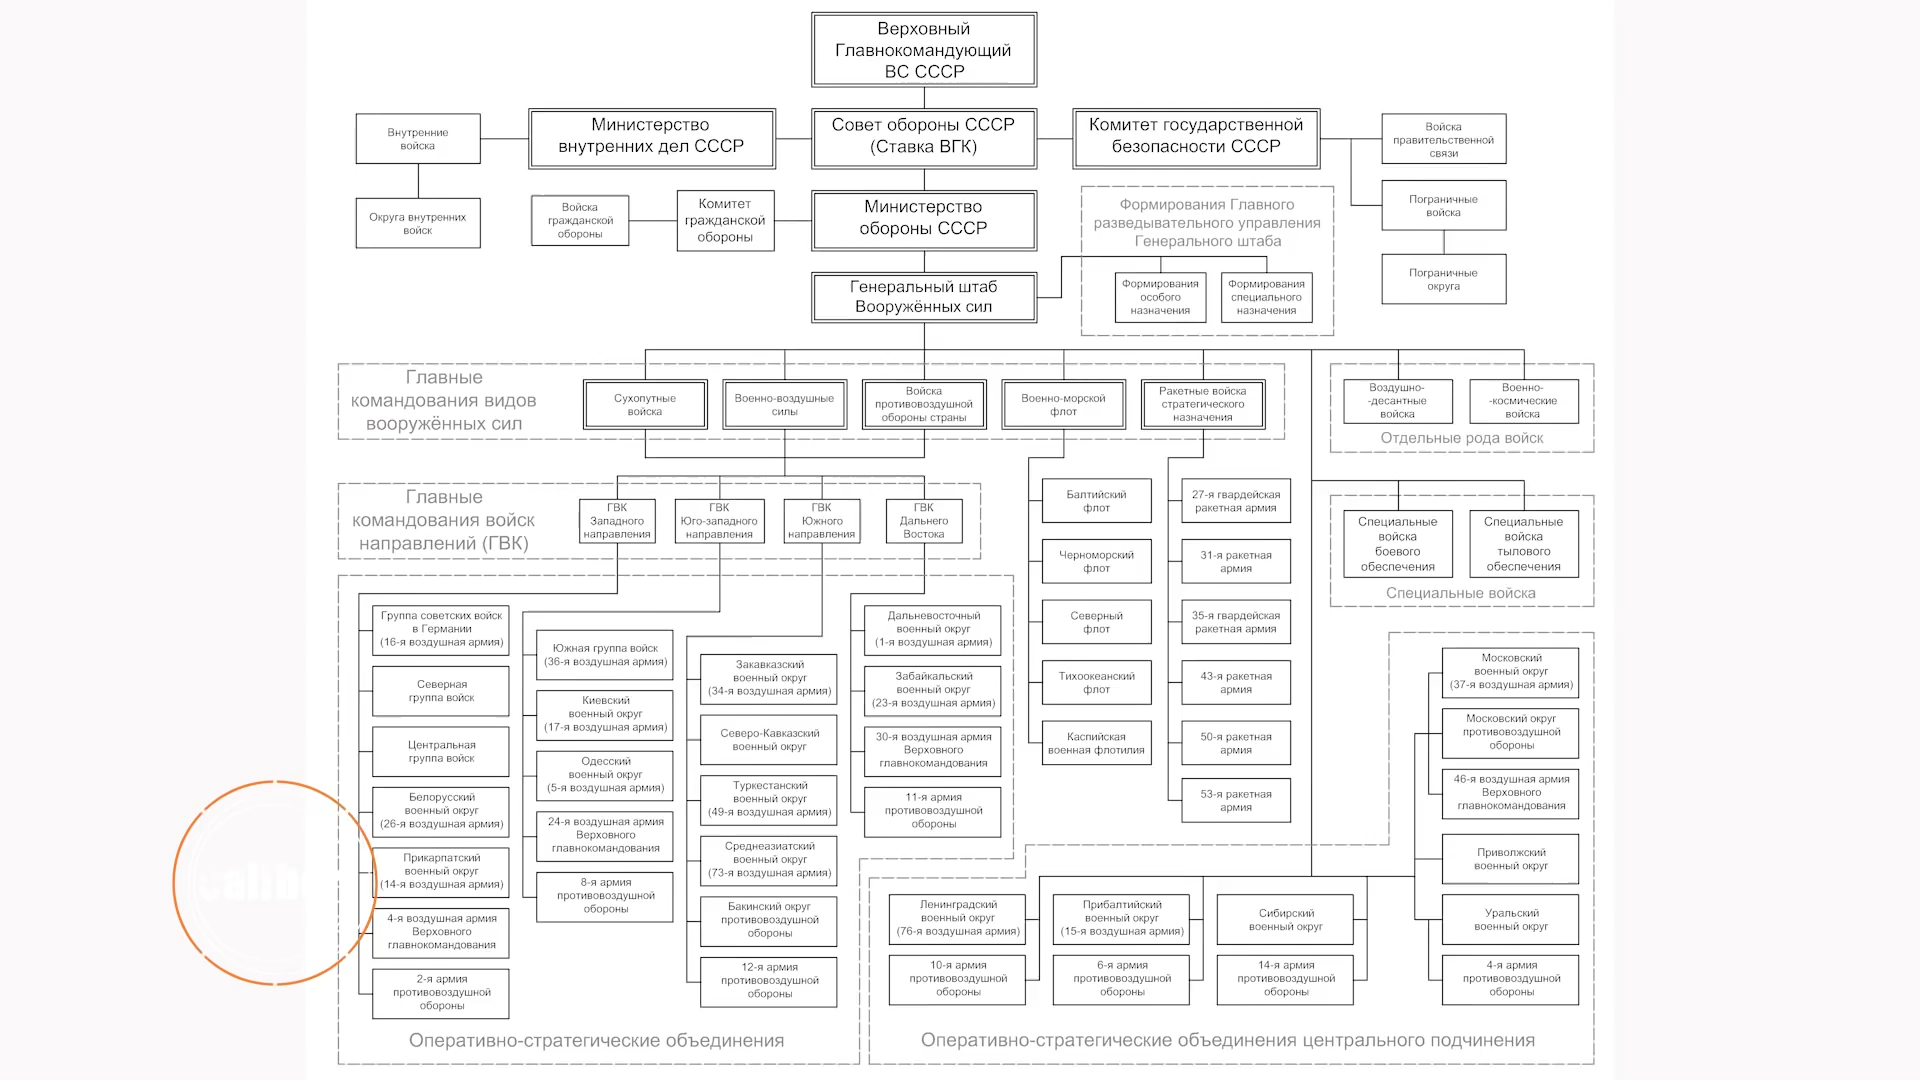 Верховный
Главнокомандующий
ВС СССР
Внутренние
войска
Министерство
внутренних дел СССР
Совет обороны СССР
(Ставка ВГК)
Комитет государственной
безопасности СССР
Войска
правительственной
связи
Округа внутренних
войск
Войска
гражданской
обороны
Комитет
гражданской
обороны
Министерство
обороны СССР
Формирования Главного
разведывательного управления
Генерального штаба
Пограничные
войска
Генеральный штаб
Вооружённых сил
Формирования
особого
назначения
Формирования
специального
назначения
Пограничные
округа
Главные
командования видов
вооружённых сил
Сухопутные
войска
Военно-воздушные
силы
Войска
противовоздушной
обороны страны
Военно-морской
флот
Ракетные войска
стратегического
назначения
Воздушно-
-десантные
войска
Военно-
-космические
войска
Отдельные рода войск
Главные
командования войск
направлений (ГВК)
ГВК
Западного
направления
ГВК
Юго-западного
направления
ГВК
Южного
направления
ГВК
Дальнего
Востока
Балтийский
флот
Черноморский
флот
Северный
флот
Тихоокеанский
флот
Каспийская
военная флотилия
27-я гвардейская
ракетная армия
31-я ракетная
армия
35-я гвардейская
ракетная армия
43-я ракетная
армия
50-я ракетная
армия
53-я ракетная
армия
Специальные
войска
боевого
обеспечения
Специальные
войска
тылового
обеспечения
Специальные войска
Группа советских войск
в Германии
(16-я воздушная армия)
Северная
группа войск
Центральная
группа войск
Белорусский
военный округ
(26-я воздушная армия)
Прикарпатский
военный округ
(14-я воздушная армия)
4-я воздушная армия
Верховного
главнокомандования
2-я армия
противовоздушной
обороны
Южная группа войск
(36-я воздушная армия)
Киевский
военный округ
(17-я воздушная армия)
Одесский
военный округ
(5-я воздушная армия)
24-я воздушная армия
Верховного
главнокомандования
8-я армия
противовоздушной
обороны
Закавказский
военный округ
(34-я воздушная армия)
Северо-Кавказский
военный округ
Туркестанский
военный округ
(49-я воздушная армия)
Среднеазиатский
военный округ
(73-я воздушная армия)
Бакинский округ
противовоздушной
обороны
12-я армия
противовоздушной
обороны
Дальневосточный
военный округ
(1-я воздушная армия)
Забайкальский
военный округ
(23-я воздушная армия)
30-я воздушная армия
Верховного
главнокомандования
11-я армия
противовоздушной
обороны
Оперативно-стратегические объединения
Московский
военный округ
(37-я воздушная армия)
Московский округ
противовоздушной
обороны
46-я воздушная армия
Верховного
главнокомандования
Приволжский
военный округ
Ленинградский
военный округ
(76-я воздушная армия)
Прибалтийский
военный округ
(15-я воздушная армия)
Сибирский
военный округ
Уральский
военный округ
10-я армия
противовоздушной
обороны
6-я армия
противовоздушной
обороны
14-я армия
противовоздушной
обороны
4-я армия
противовоздушной
обороны
Оперативно-стратегические объединения центрального подчинения